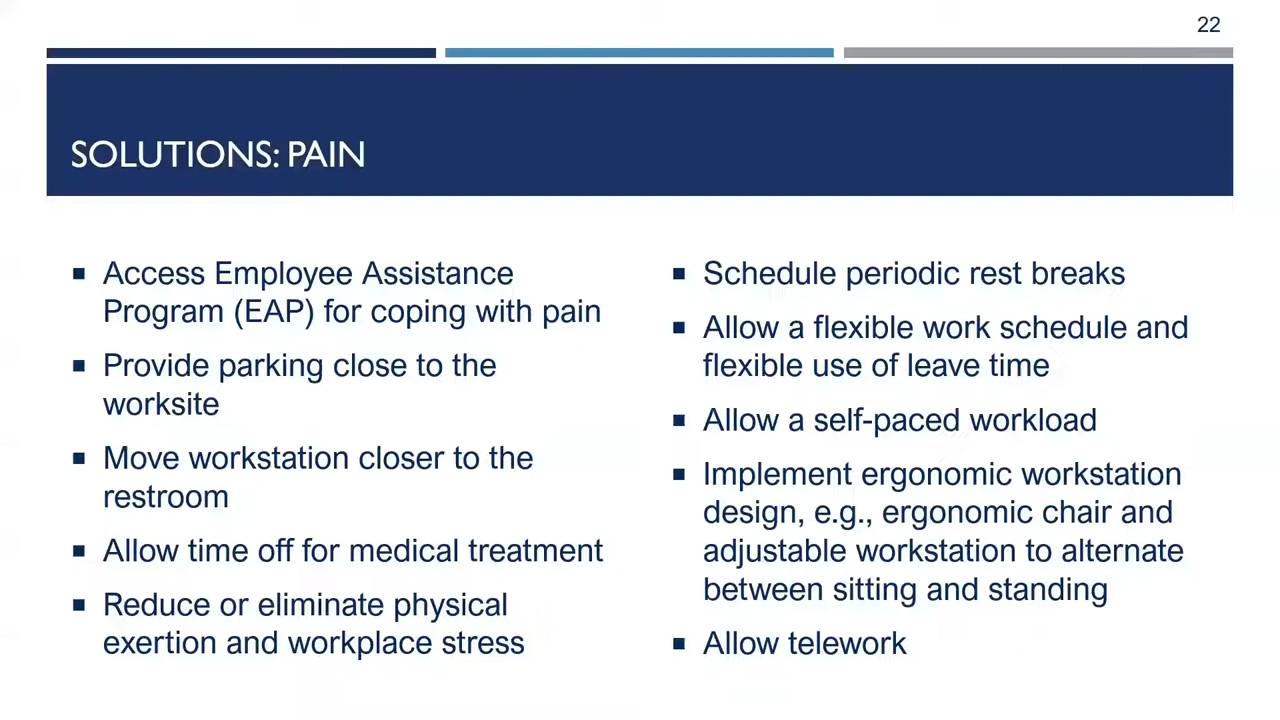 22
SOLUTIONS: PAIN
▪ Access Employee Assistance
Program (EAP) for coping with pain
▪ Provide parking close to the
worksite
▪ Move workstation closer to the
restroom
▪ Allow time off for medical treatment
▪ Reduce or eliminate physical
exertion and workplace stress
▪ Schedule periodic rest breaks
▪ Allow a flexible work schedule and
flexible use of leave time
▪ Allow a self-paced workload
▪ Implement ergonomic workstation
design, e.g., ergonomic chair and
adjustable workstation to alternate
between sitting and standing
▪ Allow telework